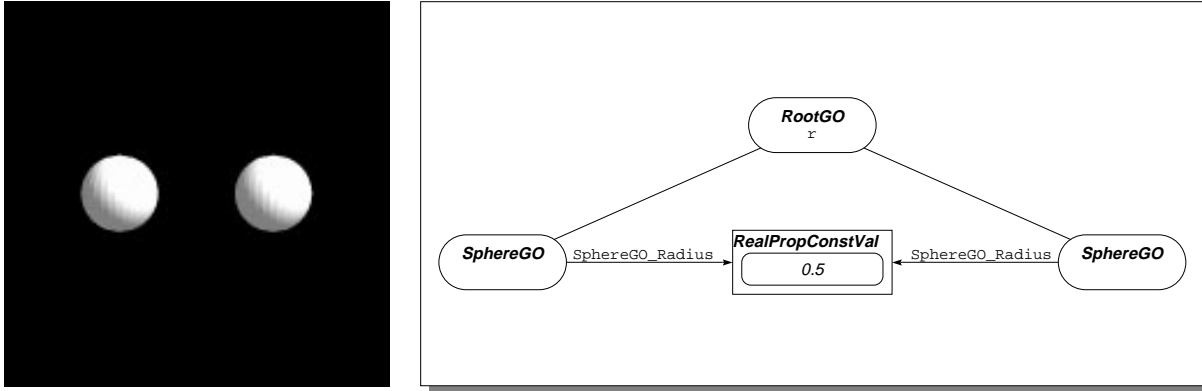 RootGO
r
SphereGO
SphereGO_Radius
RealPropConstVal
0.5
SphereGO_Radius
SphereGO